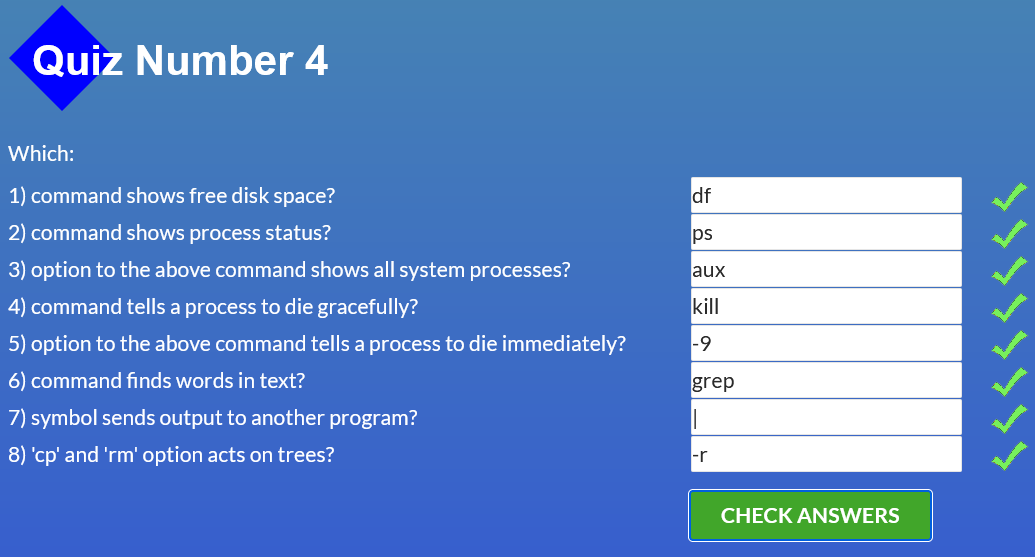 Quiz Number 4
Which:
1) command shows free disk space? df
2) command shows process status? ps
3) option to the above command shows all system processes? aux
4) command tells a process to die gracefully? kill
5) option to the above command tells a process to die immediately? -9
6) command finds words in text? grep
7) symbol sends output to another program? |
8) 'cp' and 'rm' option acts on trees? -r
CHECK ANSWERS